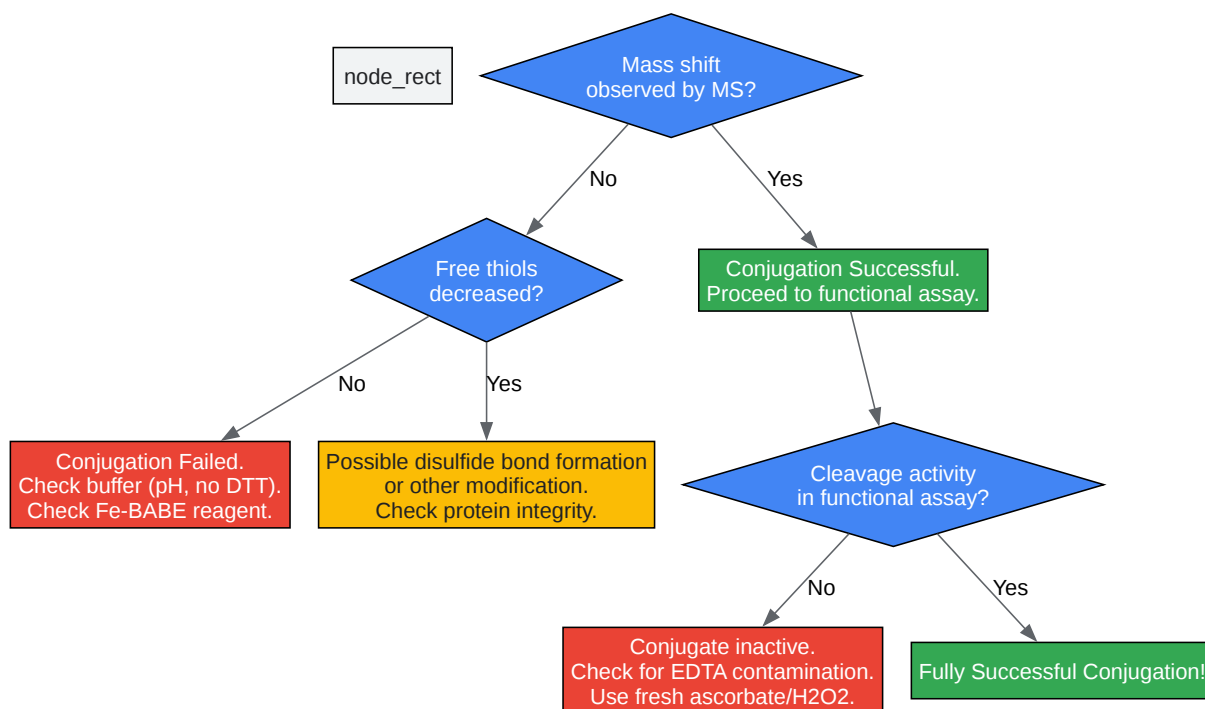 node_rect
Mass shift
observed by MS?
No
Yes
Free thiols
decreased?
Conjugation Successful.
Proceed to functional assay.
No
Yes
Conjugation Failed.
Check buffer (pH, no DTT).
Check Fe-BABE reagent.
Possible disulfide bond formation
or other modification.
Check protein integrity.
Cleavage activity
in functional assay?
No
Yes
Conjugate inactive.
Check for EDTA contamination.
Use fresh ascorbate/H2O2.
Fully Successful Conjugation!